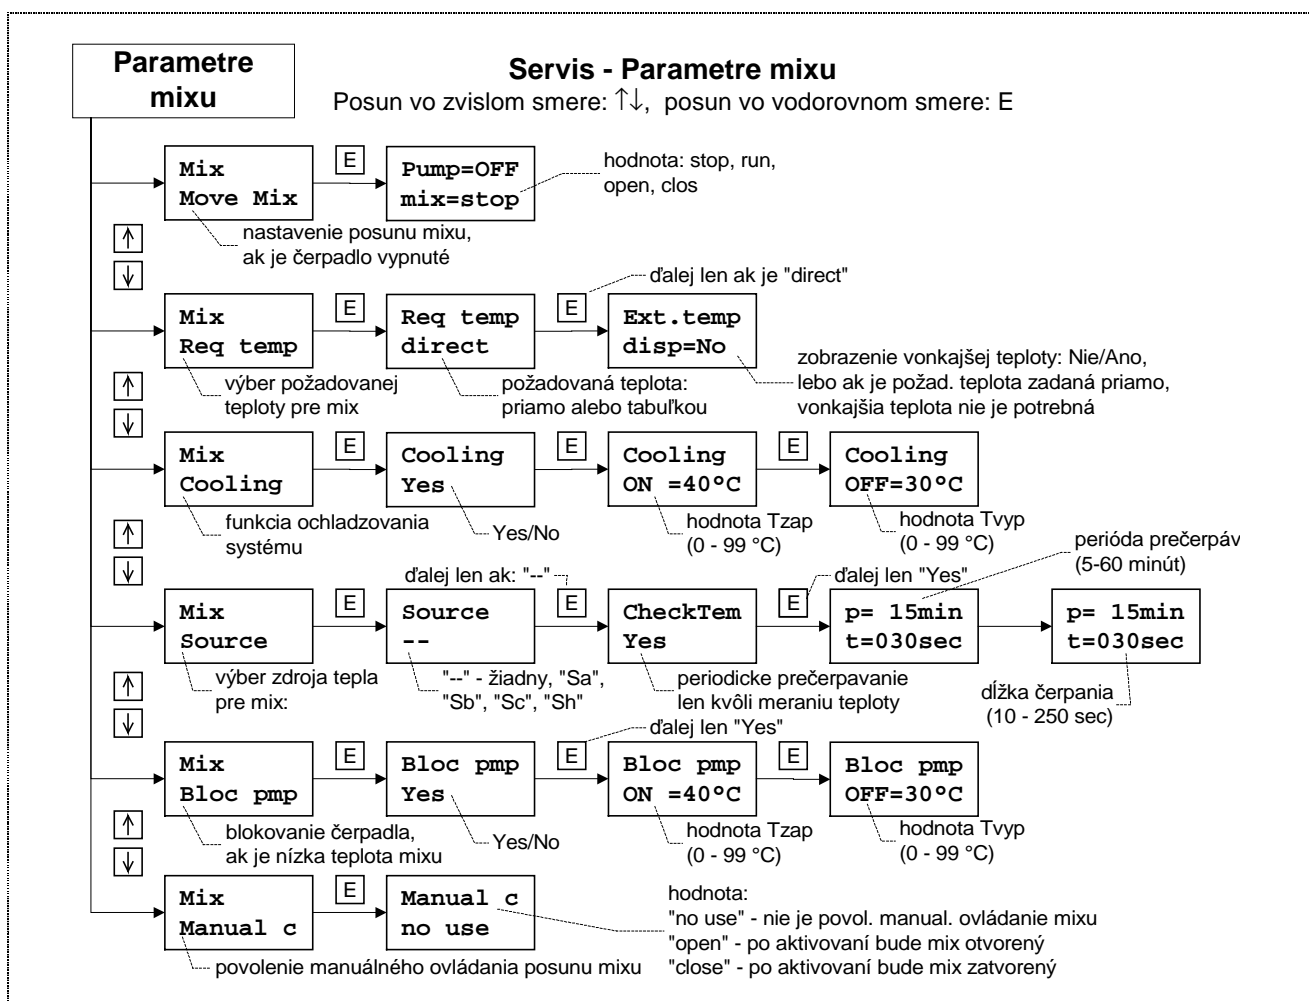 Parametre
mixu
Servis - Parametre mixu
Posun vo zvislom smere: ↑↓, posun vo vodorovnom smere: E
Mix
Move Mix
E
Pump=OFF
mix=stop
hodnota: stop, run,
open, clos
nastavenie posunu mixu,
ak je čerpadlo vypnuté
↑
↓
Mix
Req temp
E
Req temp
direct
E
ďalej len ak je "direct"
Ext.temp
disp=No
výber požadovanej
teploty pre mix
požadovaná teplota:
priamo alebo tabuľkou
zobrazenie vonkajšej teploty: Nie/Ano,
lebo ak je požad. teplota zadaná priamo,
vonkajšia teplota nie je potrebná
↑
↓
Mix
Cooling
E
Cooling
Yes
E
Cooling
ON =40°C
E
Cooling
OFF=30°C
funkcia ochladzovania
systému
Yes/No
hodnota Tzap
(0 - 99 °C)
hodnota Tvyp
(0 - 99 °C)
↑
↓
Mix
Source
E
Source
--
ďalej len ak: "--"
E
CheckTem
Yes
E
ďalej len "Yes"
p= 15min
t=030sec
perióda prečerpáv
(5-60 minút)
p= 15min
t=030sec
výber zdroja tepla
pre mix:
"--" - žiadny, "Sa",
"Sb", "Sc", "Sh"
periodicke prečerpavanie
len kvôli meraniu teploty
dĺžka čerpania
(10 - 250 sec)
↑
↓
Mix
Bloc pmp
E
Bloc pmp
Yes
E
ďalej len "Yes"
Bloc pmp
ON =40°C
E
Bloc pmp
OFF=30°C
blokovanie čerpadla,
ak je nízka teplota mixu
Yes/No
hodnota Tzap
(0 - 99 °C)
hodnota Tvyp
(0 - 99 °C)
↑
↓
Mix
Manual c
E
Manual c
no use
hodnota:
"no use" - nie je povol. manual. ovládanie mixu
"open" - po aktivovaní bude mix otvorený
"close" - po aktivovaní bude mix zatvorený
povolenie manuálného ovládania posunu mixu